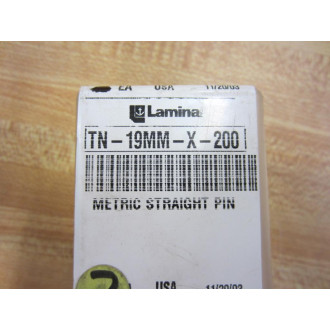 EA USA 11/20/03
Lamina
TN-19MM-X-200
METRIC STRAIGHT PIN
USA 11/20/03